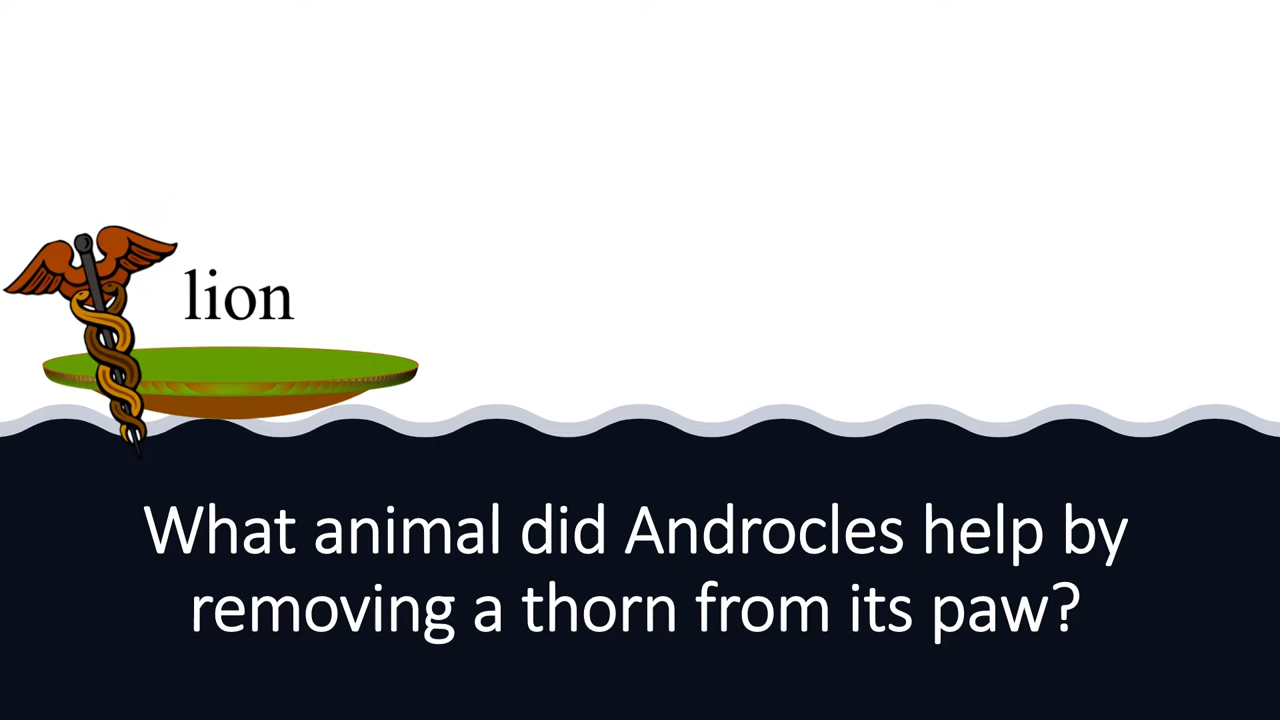 lion
What animal did Androcles help by
removing a thorn from its paw?